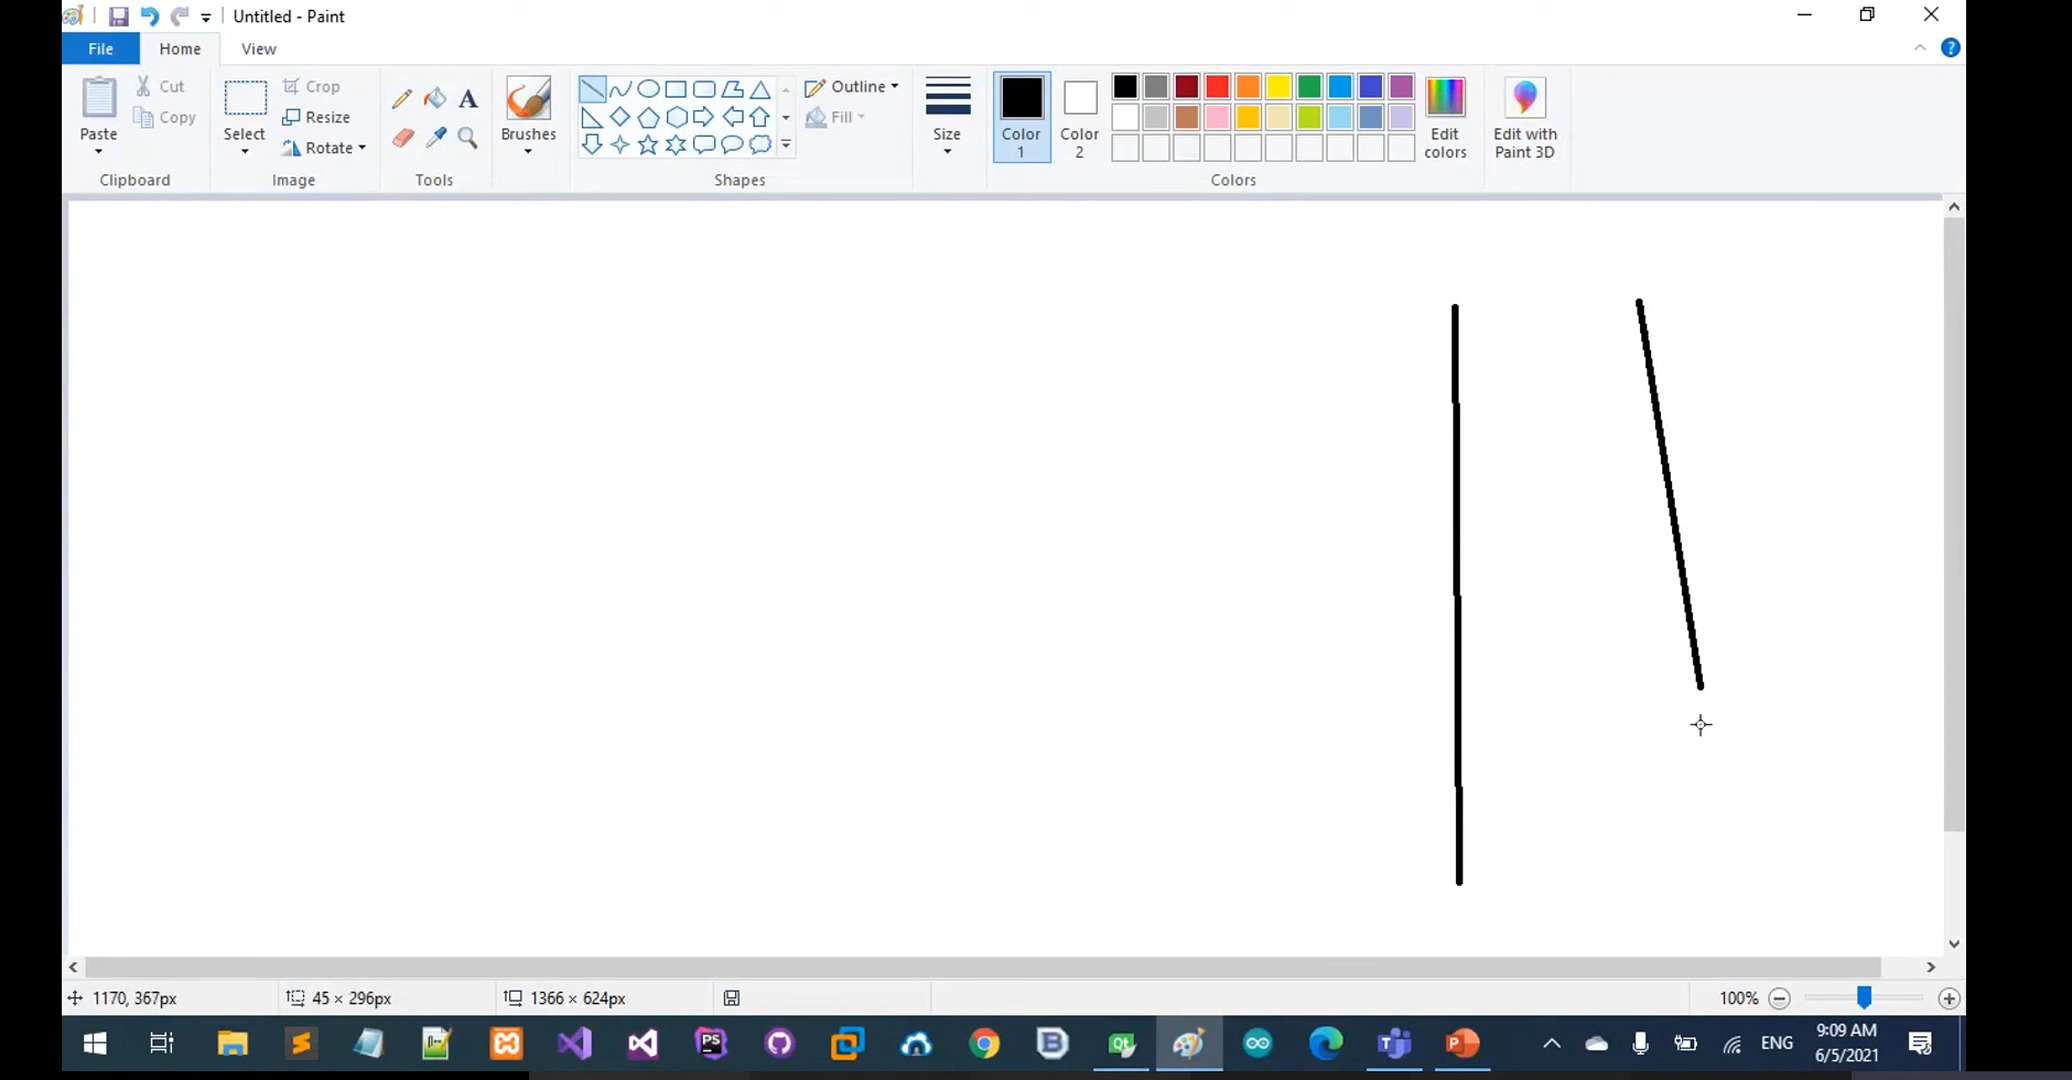 Untitled - Paint
File Home View
Paste
Cut
Copy
Clipboard
Select
Crop
Resize
Rotate
Image
A
Tools
Brushes
Shapes
Outline
Fill
Size
Color 1
Color 2
Colors
Edit colors
Edit with Paint 3D
1170, 367px
45 × 296px
1366 × 624px
100%
PS
Qt
ENG
9:09 AM
6/5/2021